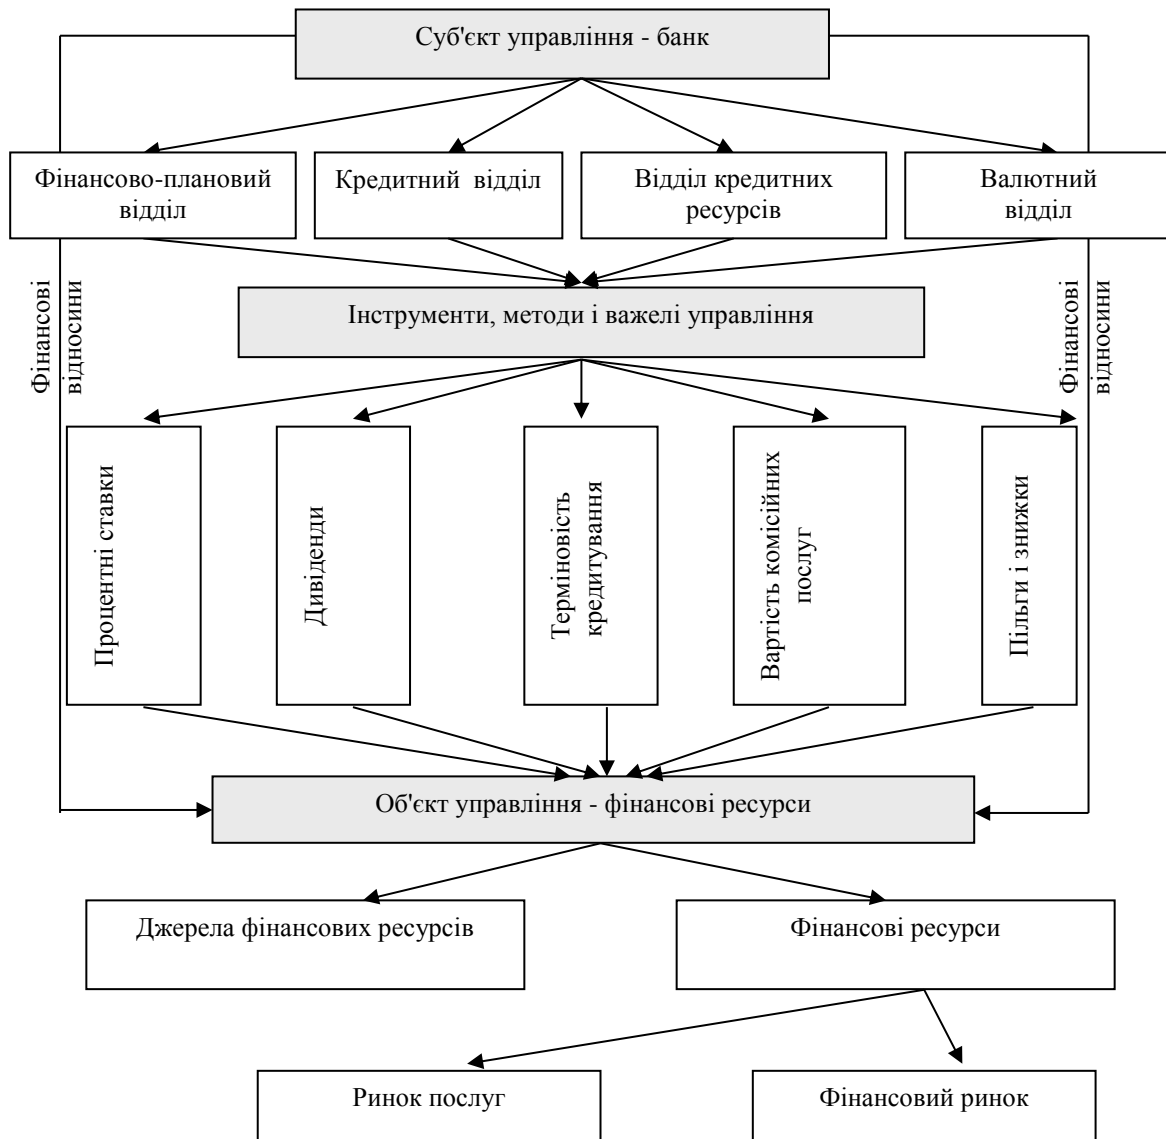 Суб'єкт управління - банк
Фінансово-плановий
відділ
Кредитний відділ
Відділ кредитних
ресурсів
Валютний
відділ
Фінансові
відносини
Інструменти, методи і важелі управління
Фінансові
відносини
Процентні ставки
Дивіденди
Терміновість
кредитування
Вартість комісійних
послуг
Пільги і знижки
Об'єкт управління - фінансові ресурси
Джерела фінансових ресурсів
Фінансові ресурси
Ринок послуг
Фінансовий ринок